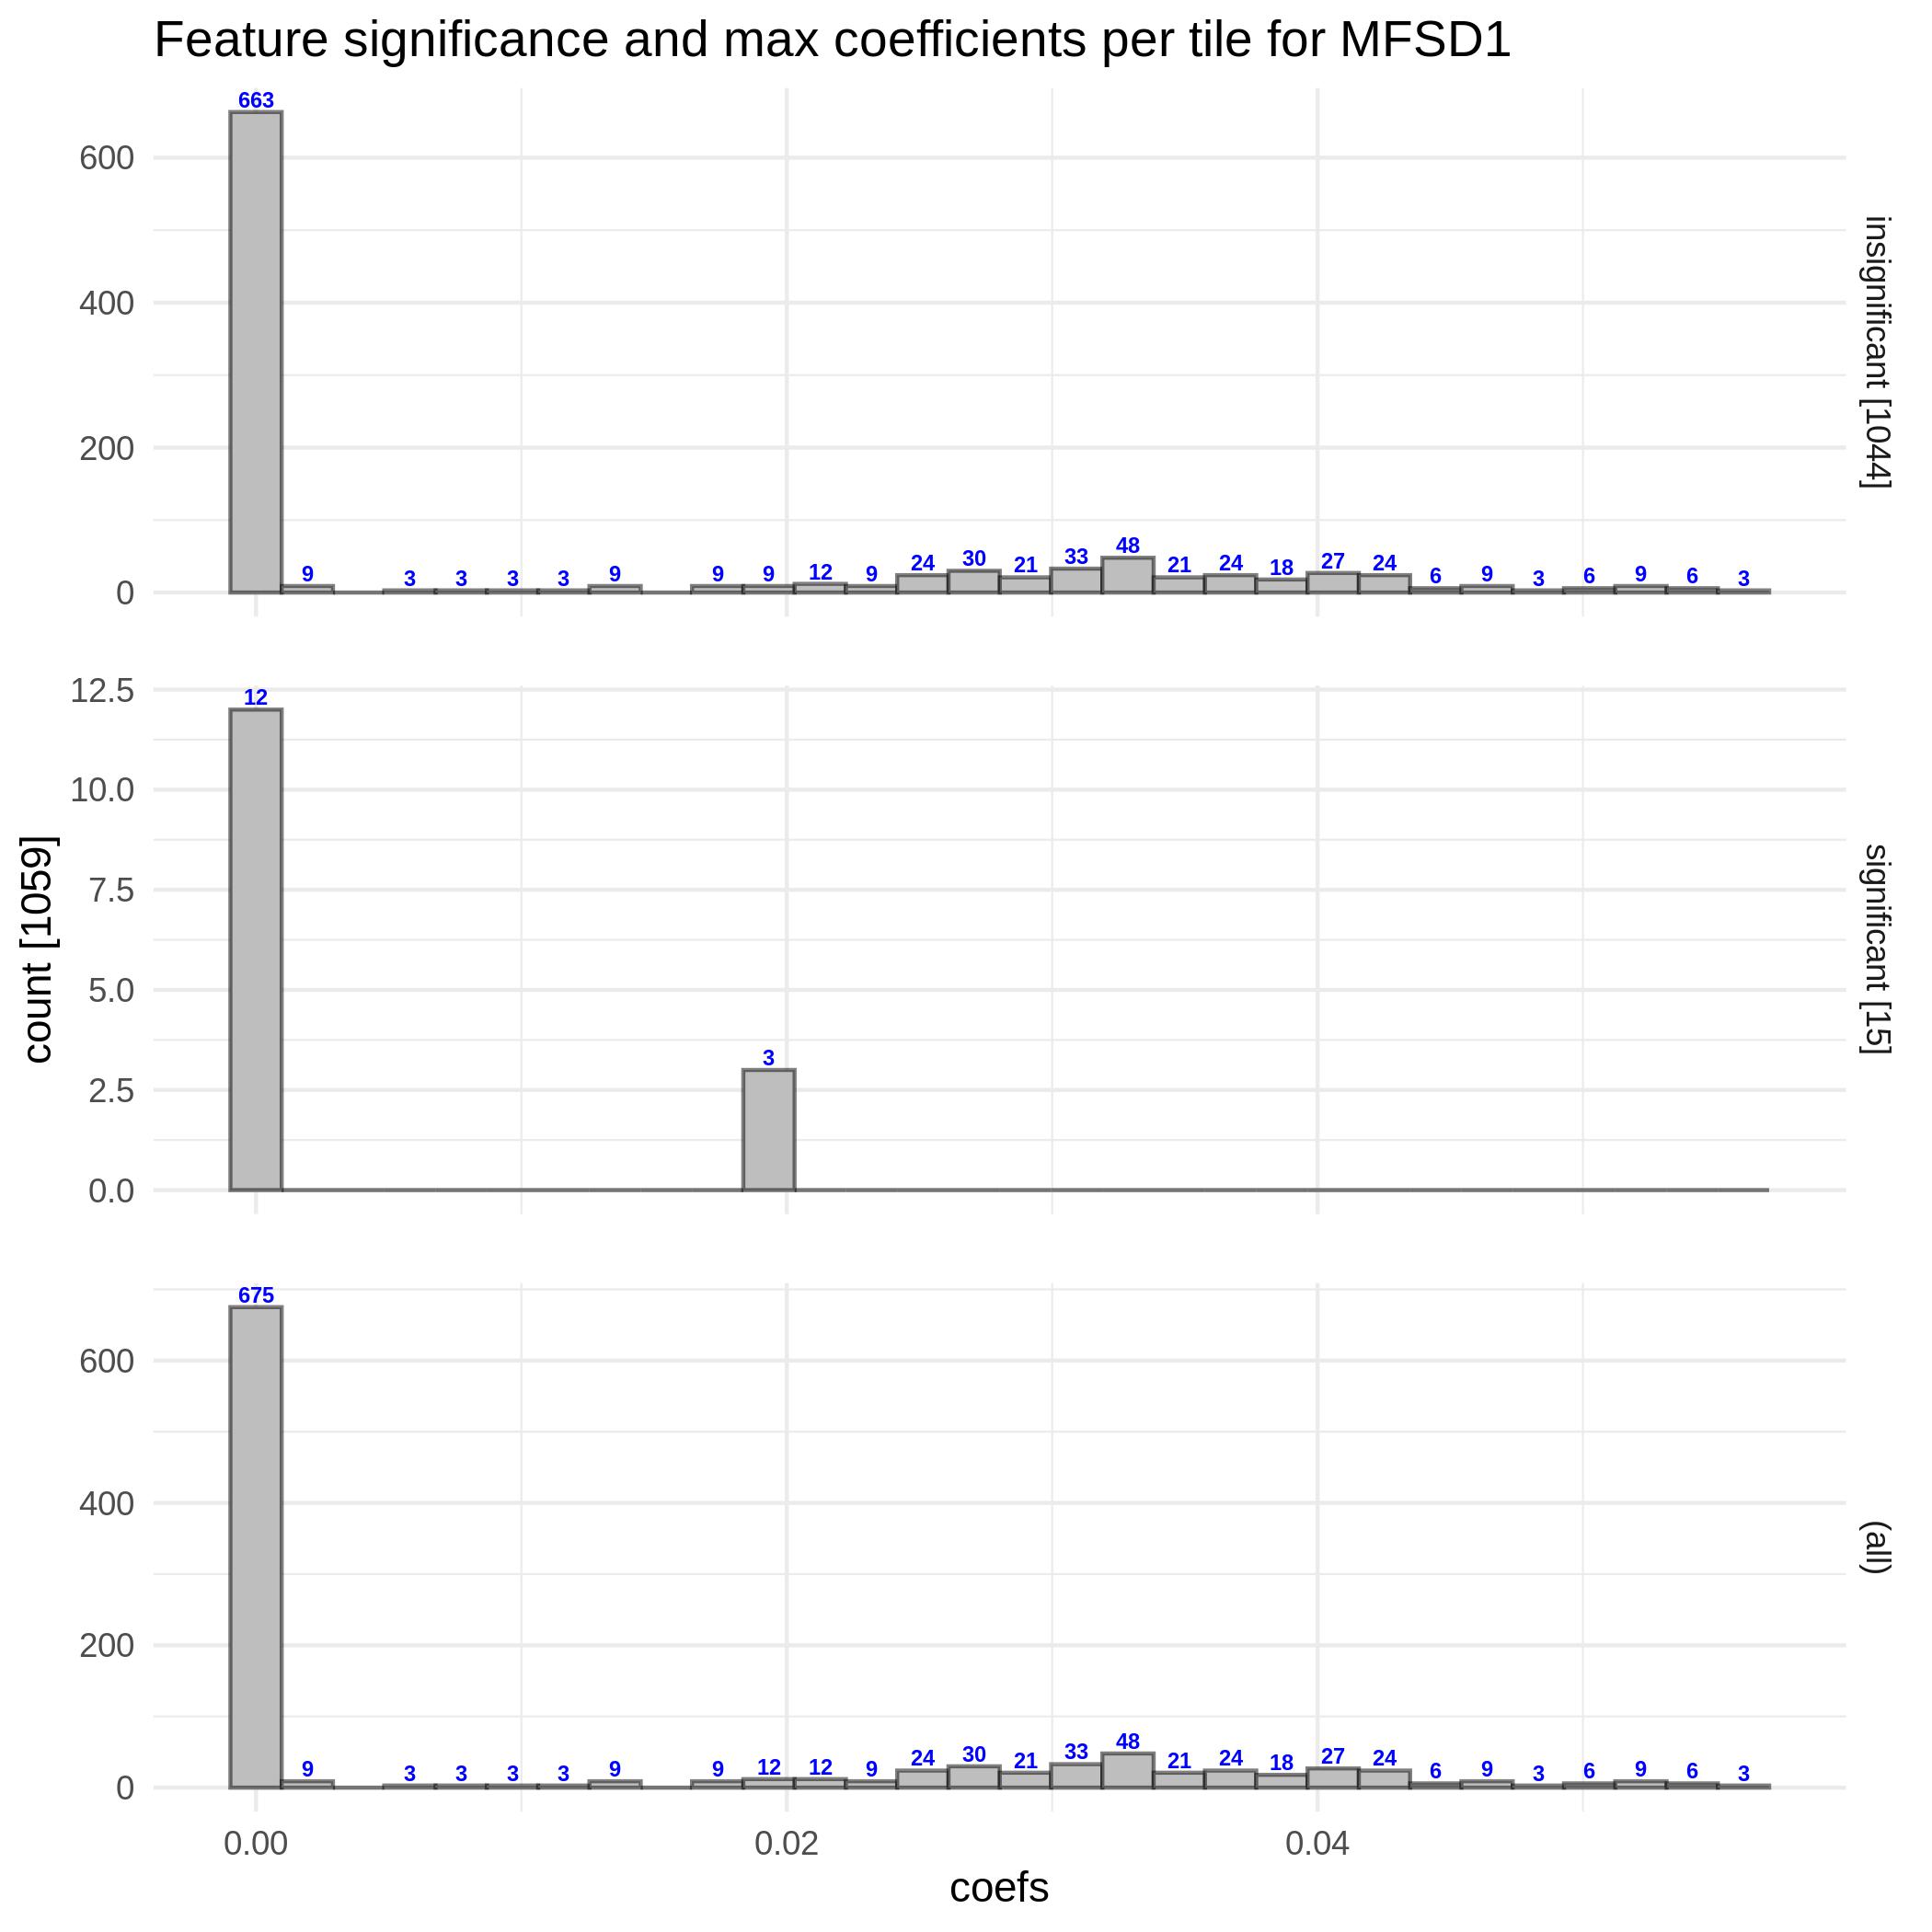 Feature significance and max coefficients per tile for MFSD1
663
600
400
200
0
9 3 3 3 3 9 9 9 12 9 24 30 21 33 48 21 24 18 27 24 6 9 3 6 9 6 3
insignificant [1044]
count [1059]
12.5
10.0
7.5
5.0
2.5
0.0
12
3
significant [15]
675
600
400
200
0
9 3 3 3 3 9 9 12 12 9 24 30 21 33 48 21 24 18 27 24 6 9 3 6 9 6 3
(all)
0.00 0.02 0.04
coefs